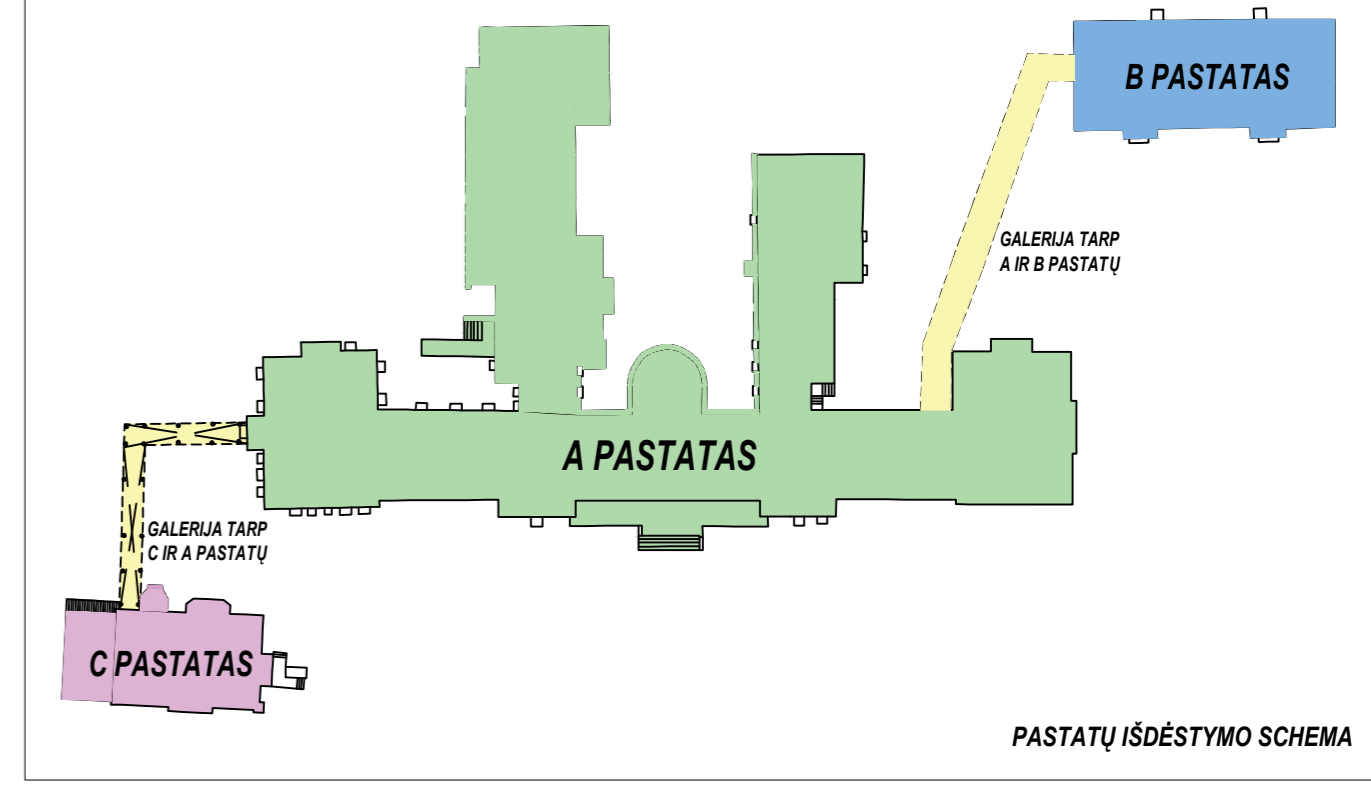 B PASTATAS
GALERIJA TARP
A IR B PASTATŲ
A PASTATAS
GALERIJA TARP
C IR A PASTATŲ
C PASTATAS
PASTATŲ IŠDĖSTYMO SCHEMA